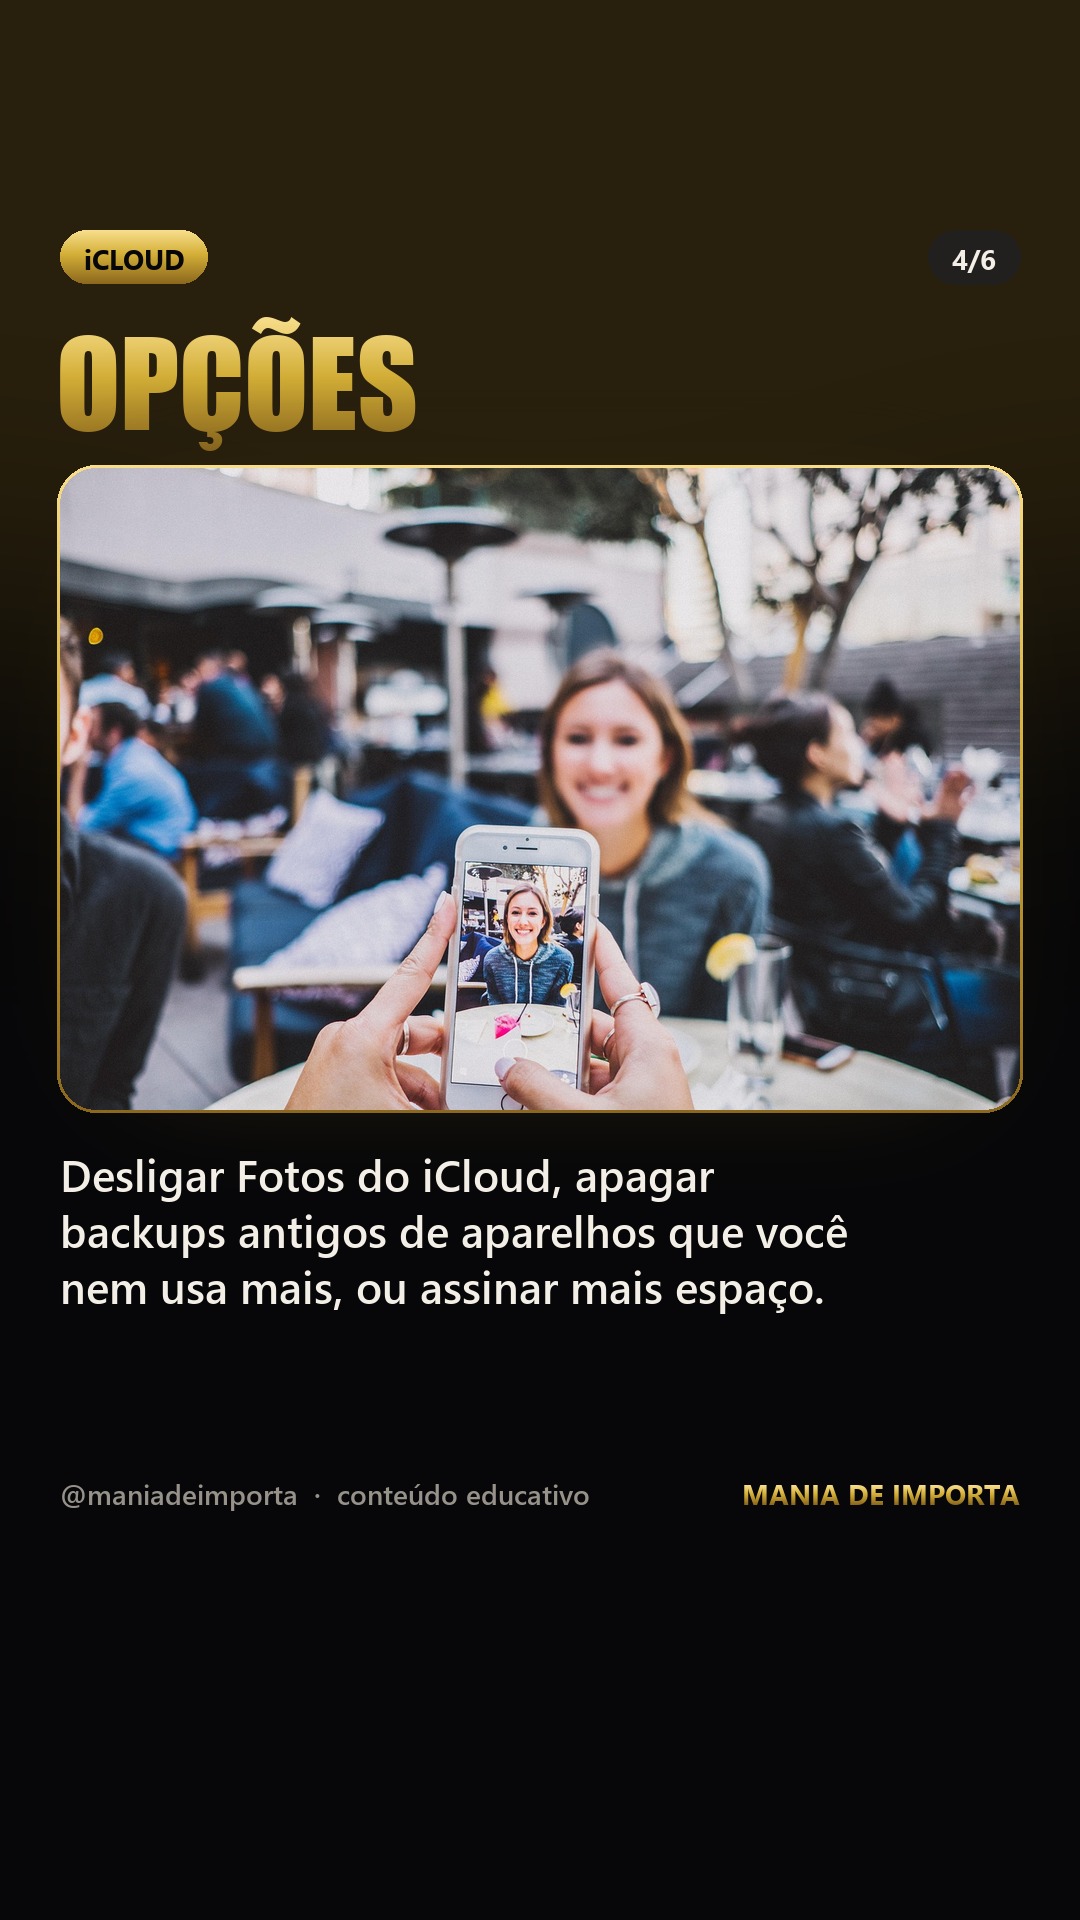 iCLOUD
4/6
OPÇÕES
Desligar Fotos do iCloud, apagar
backups antigos de aparelhos que você
nem usa mais, ou assinar mais espaço.
@maniadeimporta · conteúdo educativo
MANIA DE IMPORTA